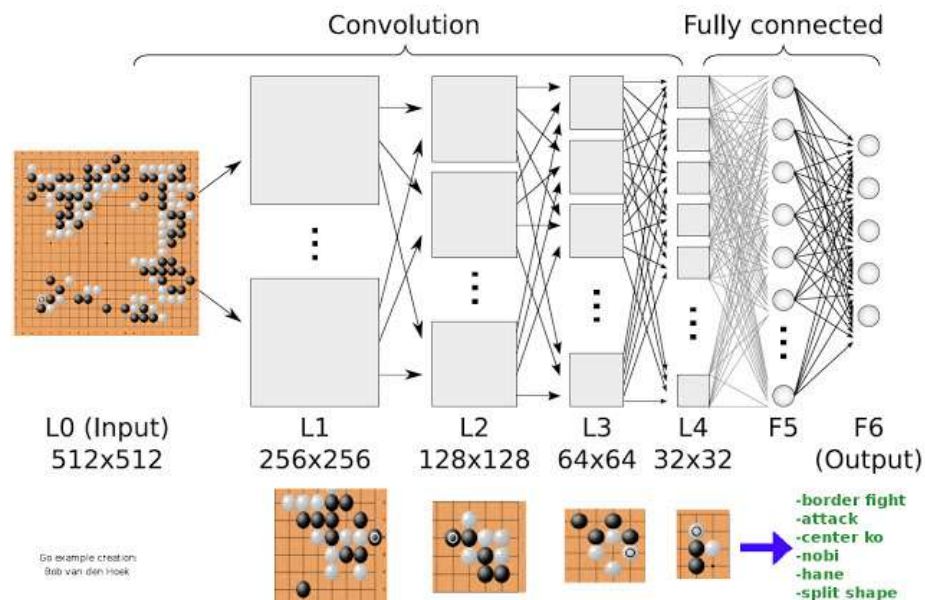 Convolution
Fully connected
L0 (Input)
512x512
L1
256x256
L2
128x128
L3
64x64
L4
32x32
F5
F6
(Output)
Go example creation:
Bob van den Hoek
-border fight
-attack
-center ko
-nobi
-hane
-split shape